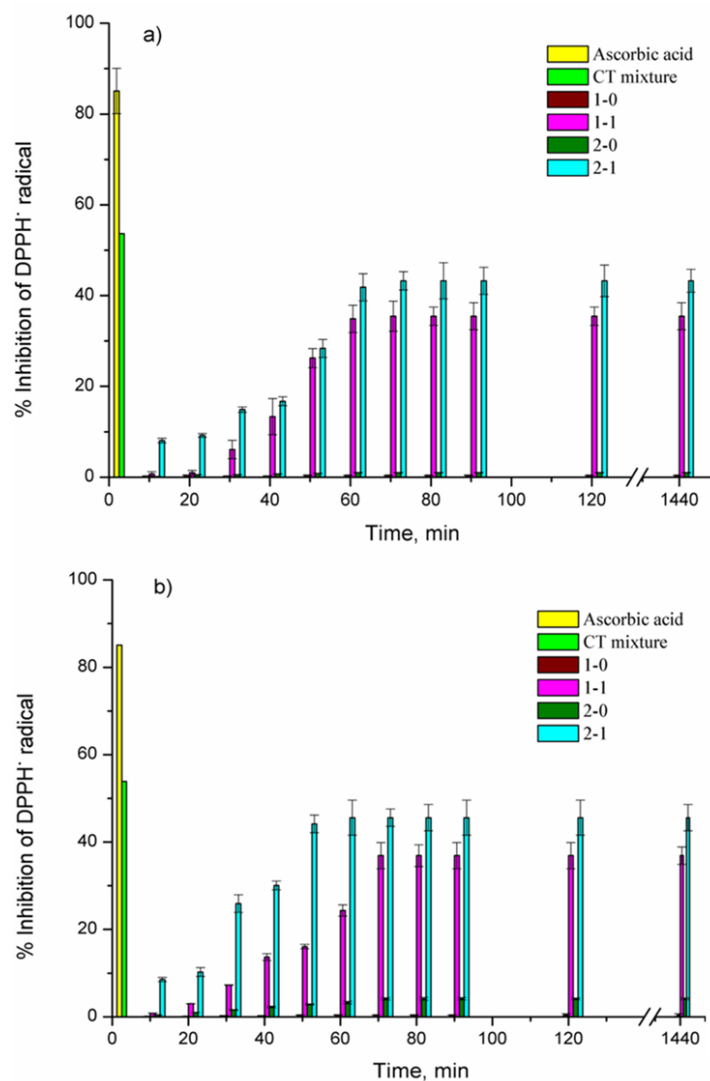 a)
100
80
60
40
20
0
% Inhibition of DPPH· radical
Ascorbic acid
CT mixture
1-0
1-1
2-0
2-1
0 20 40 60 80 100 120 1440
Time, min
b)
100
80
60
40
20
0
% Inhibition of DPPH· radical
Ascorbic acid
CT mixture
1-0
1-1
2-0
2-1
0 20 40 60 80 100 120 1440
Time, min